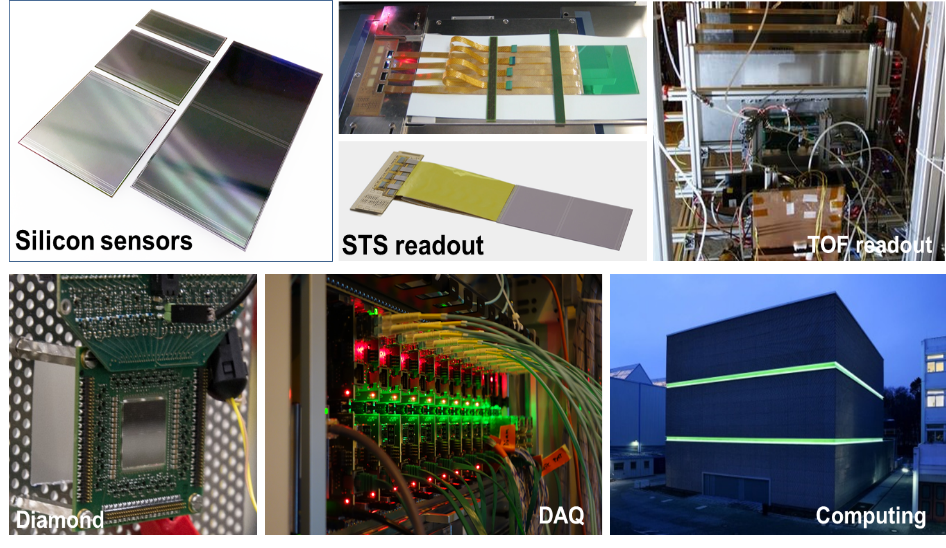 Silicon sensors
STS readout
TOF readout
Diamond
DAQ
Computing